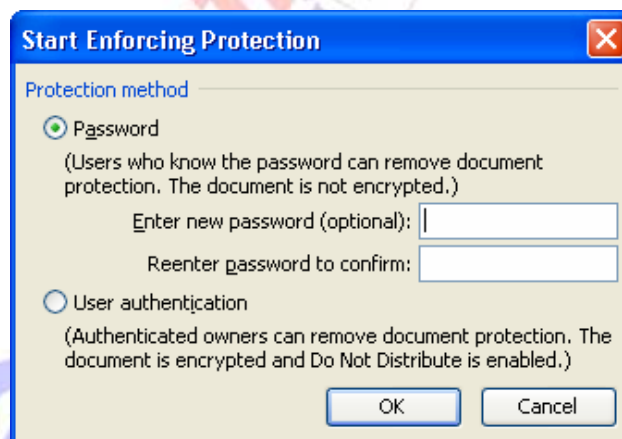 Start Enforcing Protection
Protection method
Password
(Users who know the password can remove document
protection. The document is not encrypted.)
Enter new password (optional):
Reenter password to confirm:
User authentication
(Authenticated owners can remove document protection. The
document is encrypted and Do Not Distribute is enabled.)
OK Cancel